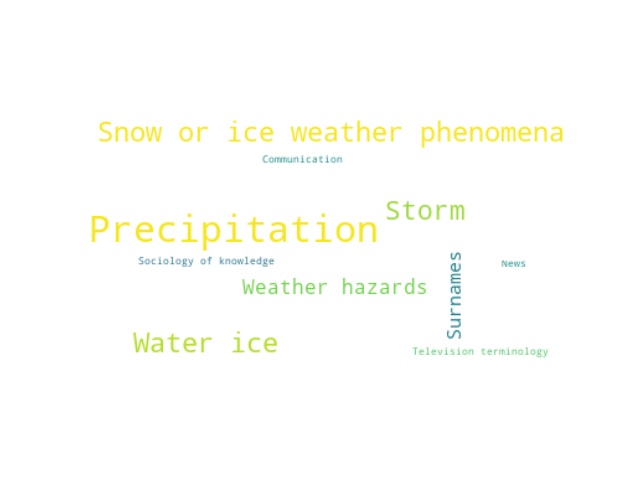 Snow or ice weather phenomena
Communication
Storm
Precipitation
Sociology of knowledge
News
Weather hazards
Surnames
Water ice
Television terminology